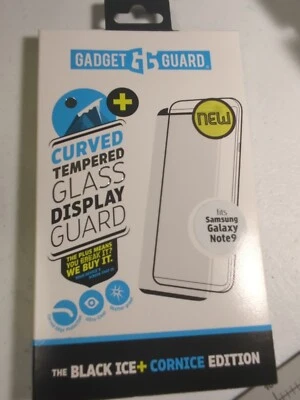 GADGET GUARD
NEW
CURVED
TEMPERED
GLASS
DISPLAY
GUARD
fits
Samsung
Galaxy
Note9
THE PLUS MEANS
YOU BREAK IT?
WE BUY IT.
THE BLACK ICE+ CORNICE EDITION